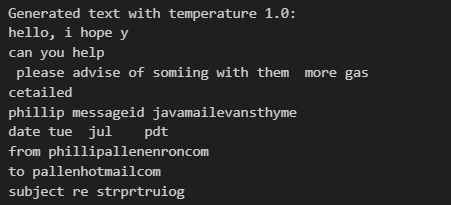 Generated text with temperature 1.0:
hello, i hope y
can you help
please advise of somiing with them  more gas
cetailed
phillip messageid javamailevansthyme
date tue  jul    pdt
from phillipallenenroncom
to pallenhotmailcom
subject re strprtruiog